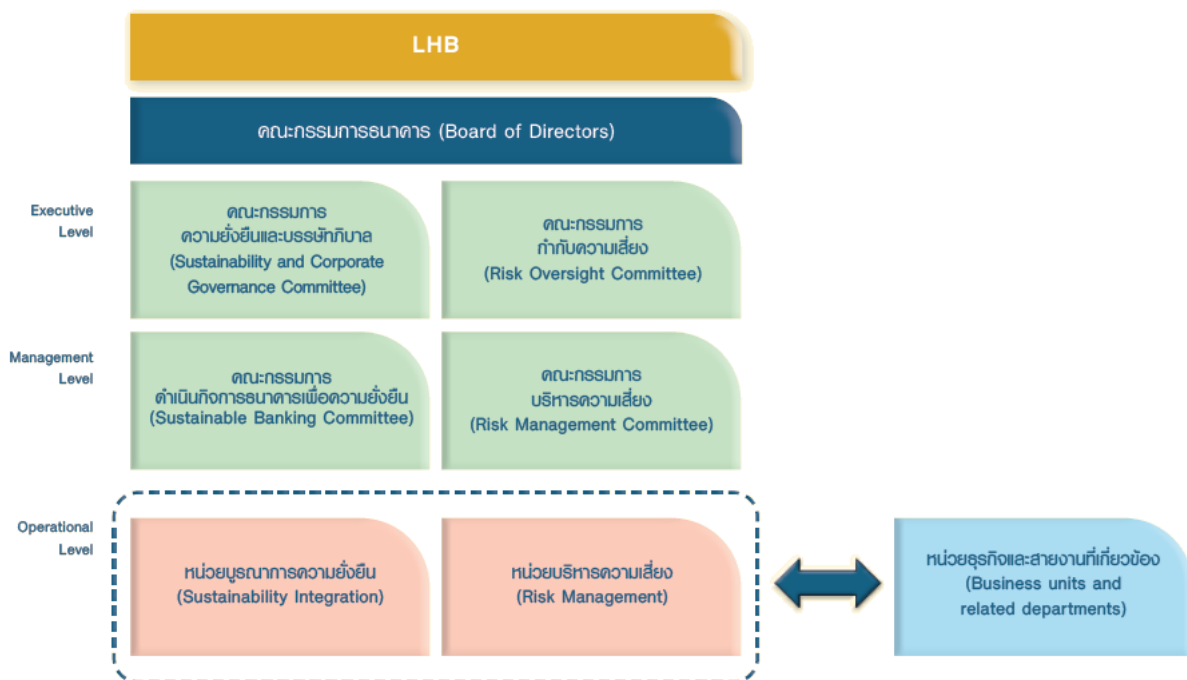 LHB
คณะกรรมการธนาคาร (Board of Directors)
Executive
Level
คณะกรรมการ
ความยั่งยืนและบรรษัทภิบาล
(Sustainability and Corporate
Governance Committee)
คณะกรรมการ
กำกับความเสี่ยง
(Risk Oversight Committee)
Management
Level
คณะกรรมการ
ดำเนินกิจการธนาคารเพื่อความยั่งยืน
(Sustainable Banking Committee)
คณะกรรมการ
บริหารความเสี่ยง
(Risk Management Committee)
Operational
Level
หน่วยบูรณาการความยั่งยืน
(Sustainability Integration)
หน่วยบริหารความเสี่ยง
(Risk Management)
หน่วยธุรกิจและสายงานที่เกี่ยวข้อง
(Business units and
related departments)